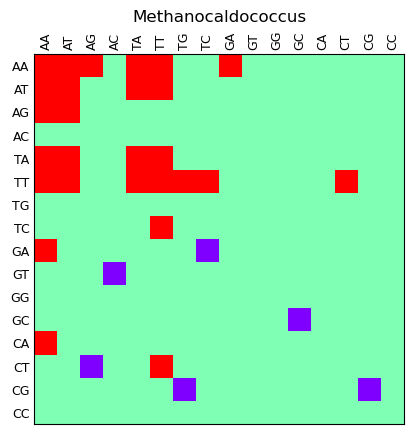 Methanocaldococcus
AA AT AG AC TA TT TG TC GA GT GG GC CA CT CG CC
AA
AT
AG
AC
TA
TT
TG
TC
GA
GT
GG
GC
CA
CT
CG
CC